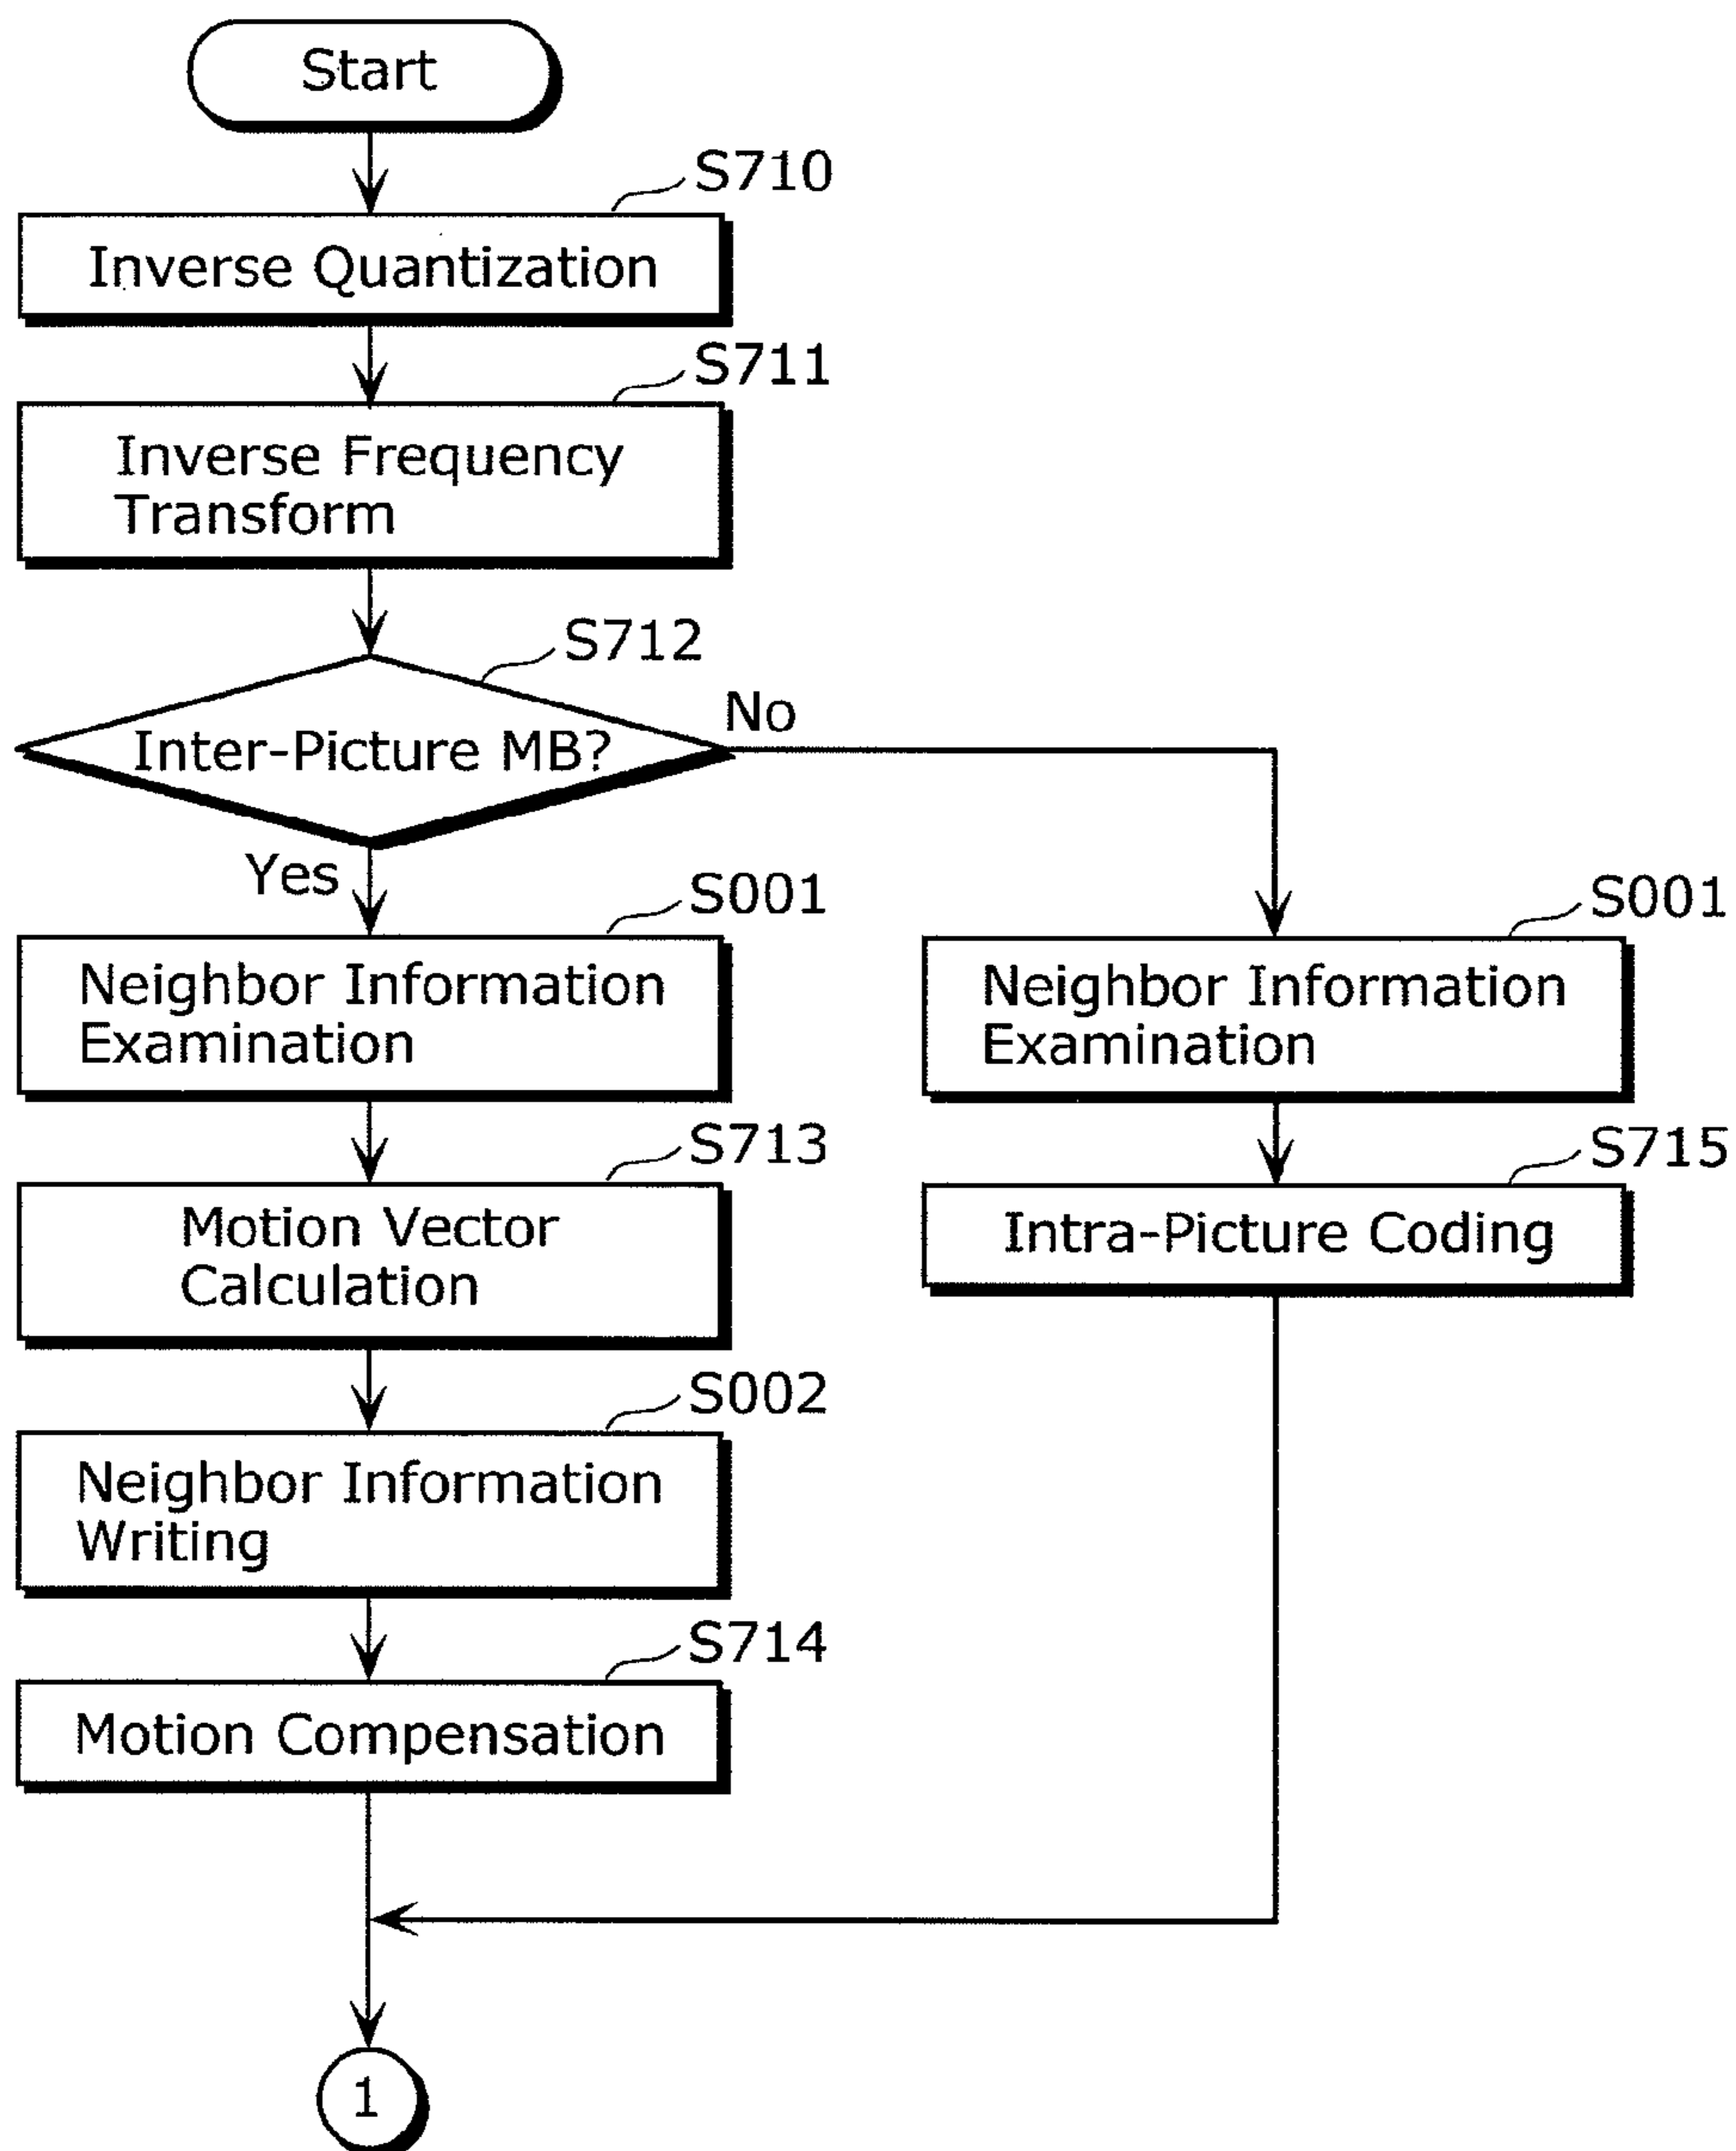 Start
S710
Inverse Quantization
S711
Inverse Frequency
Transform
S712
Inter-Picture MB?
No
Yes
S001
Neighbor Information
Examination
S001
Neighbor Information
Examination
S713
Motion Vector
Calculation
S715
Intra-Picture Coding
S002
Neighbor Information
Writing
S714
Motion Compensation
1